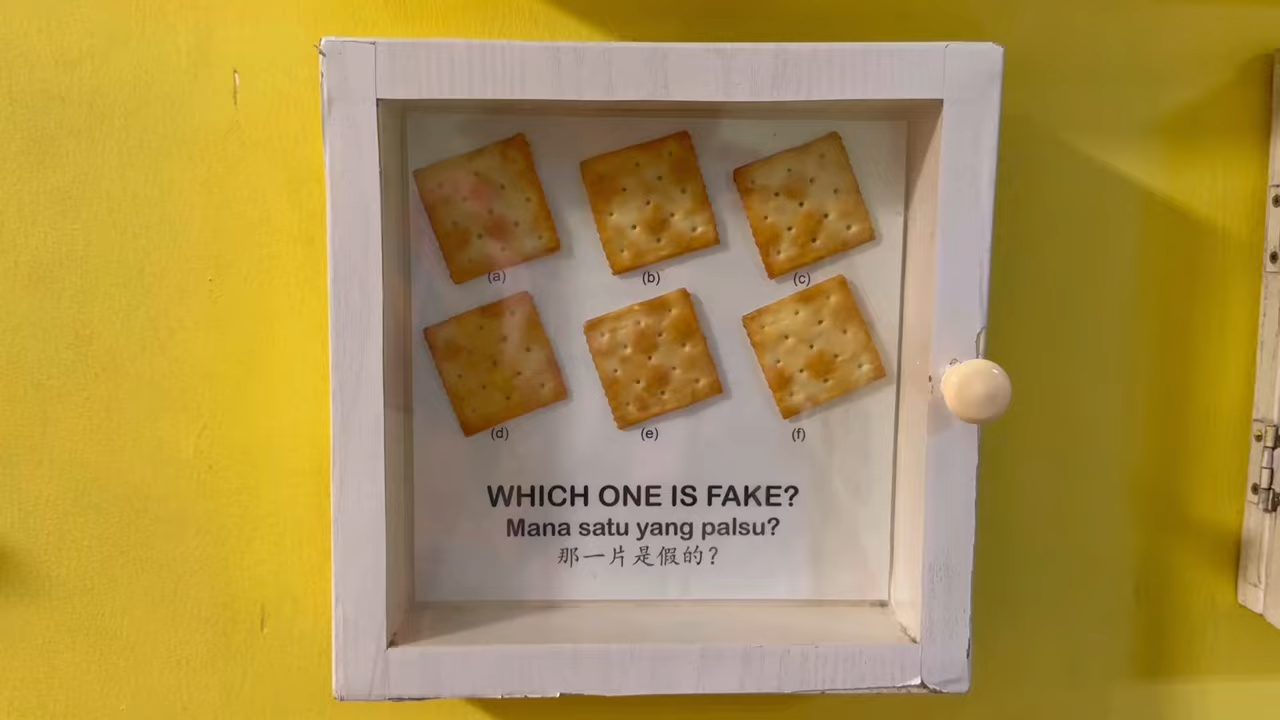 (a) (b) (c)
(d) (e) (f)
WHICH ONE IS FAKE?
Mana satu yang palsu?
那一片是假的?